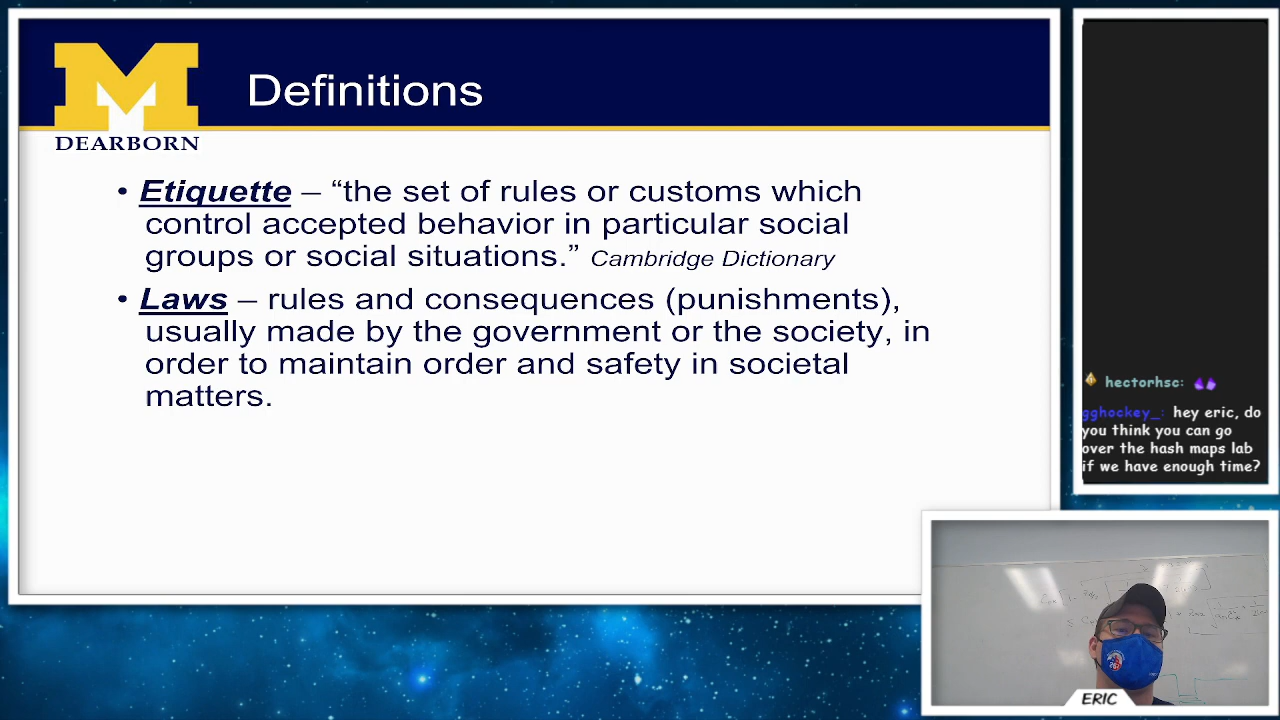 Definitions
DEARBORN
• Etiquette – “the set of rules or customs which
control accepted behavior in particular social
groups or social situations.” Cambridge Dictionary
• Laws – rules and consequences (punishments),
usually made by the government or the society, in
order to maintain order and safety in societal
matters.
hectorhsc:
gghockey_: hey eric, do
you think you can go
over the hash maps lab
if we have enough time?
ERIC